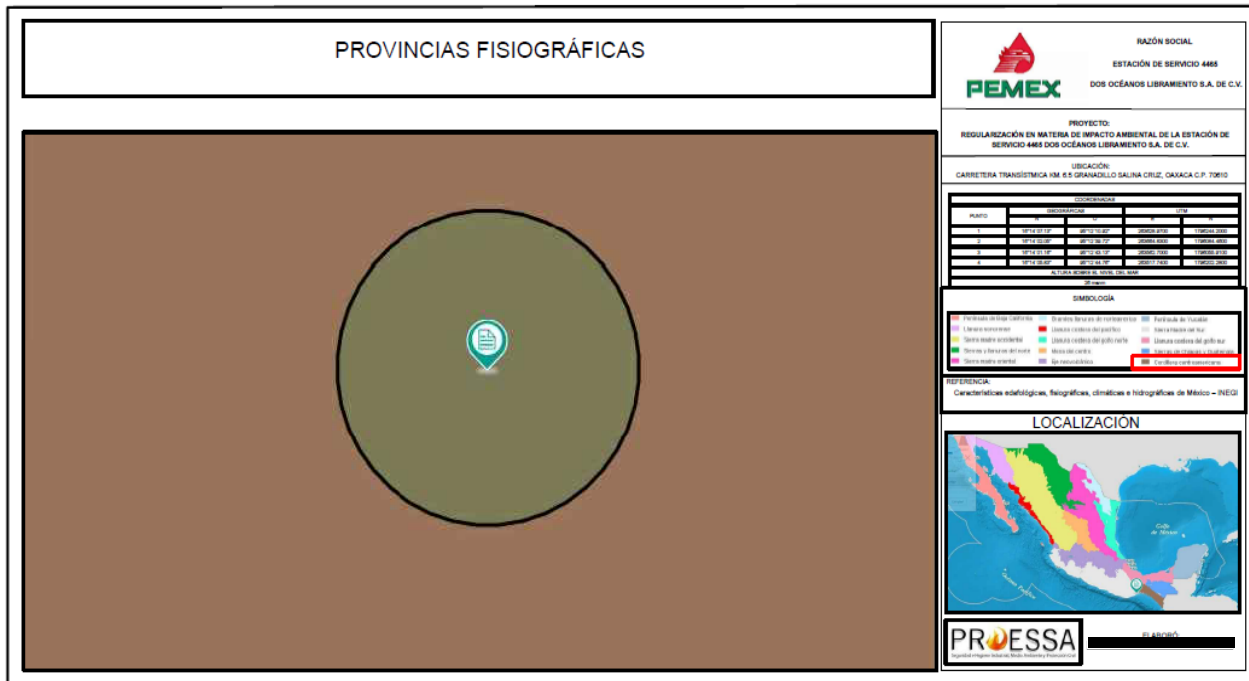 PROVINCIAS FISIOGRÁFICAS
PEMEX
RAZÓN SOCIAL
ESTACIÓN DE SERVICIO 4465
DOS OCÉANOS LIBRAMIENTO S.A. DE C.V.
PROYECTO:
REGULARIZACIÓN EN MATERIA DE IMPACTO AMBIENTAL DE LA ESTACIÓN DE
SERVICIO 4465 DOS OCÉANOS LIBRAMIENTO S.A. DE C.V.
UBICACIÓN:
CARRETERA TRANSÍSTMICA KM. 6.5 GRANADILLO SALINA CRUZ, OAXACA C.P. 70610
COORDENADAS
PUNTO GEOGRÁFICAS UTM
1
2
3
4
ALTURA SOBRE EL NIVEL DEL MAR
SIMBOLOGÍA
Península de Baja California
Llanura sonorense
Sierra madre occidental
Sierras y llanuras del norte
Sierra madre oriental
Grandes llanuras de norteamérica
Llanura costera del pacífico
Llanura costera del golfo norte
Mesa del centro
Eje neovolcánico
Península de Yucatán
Sierra Madre del Sur
Llanura costera del golfo sur
Sierras de Chiapas y Guatemala
Cordillera centroamericana
REFERENCIA:
Características edafológicas, fisiográficas, climáticas e hidrográficas de México – INEGI
LOCALIZACIÓN
Golfo de México
Océano Pacífico
PROESSA
ELABORÓ: